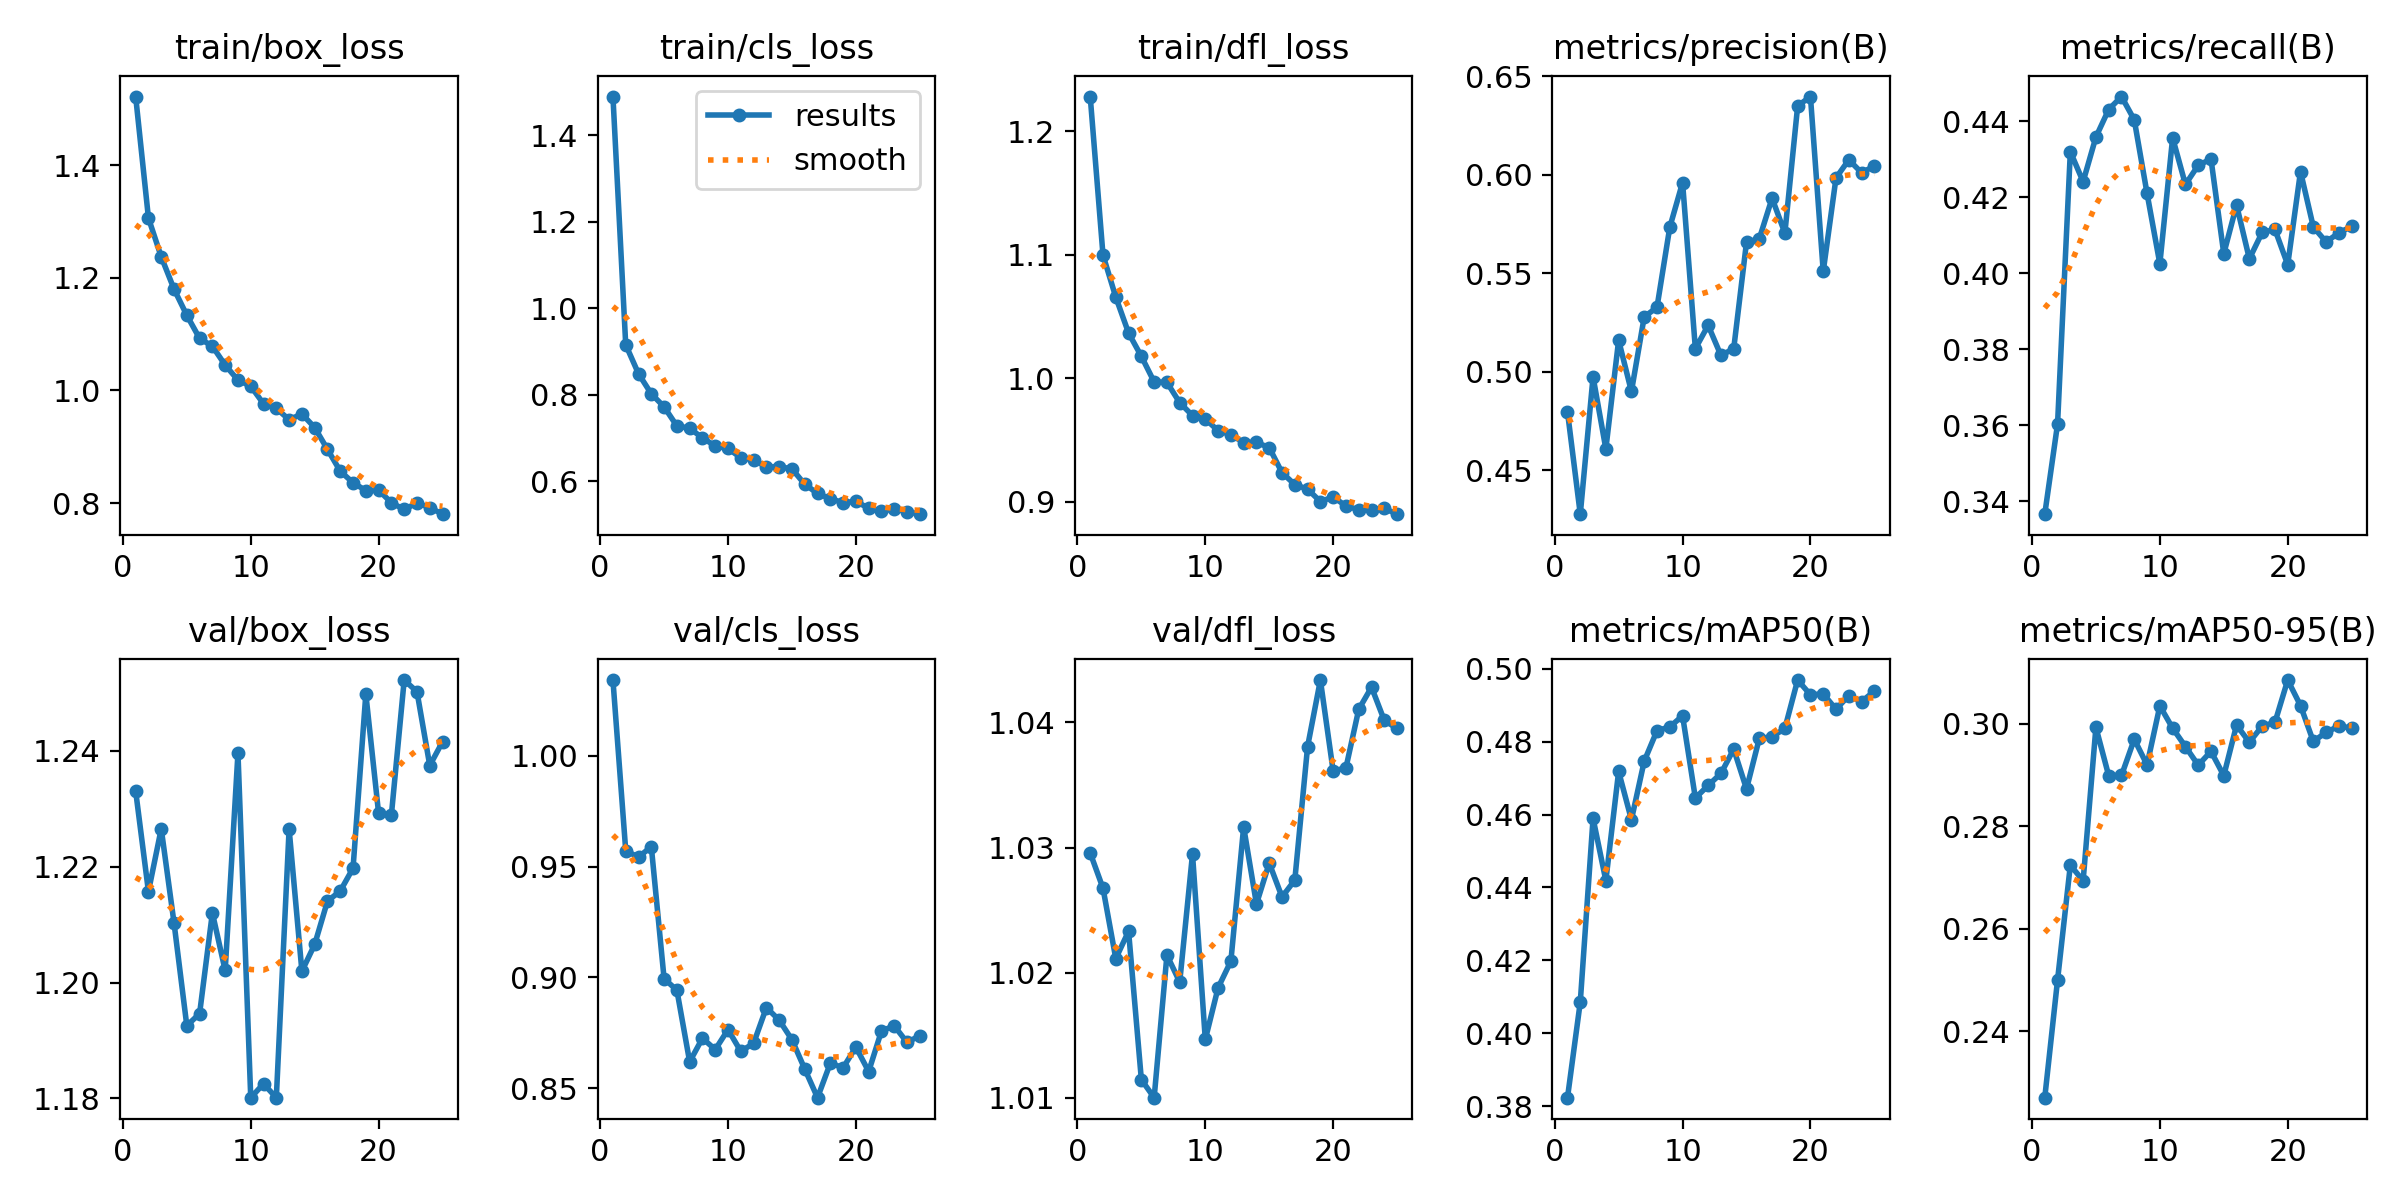 train/box_loss
1.4
1.2
1.0
0.8
0 10 20
train/cls_loss
results
smooth
1.4
1.2
1.0
0.8
0.6
0 10 20
train/dfl_loss
1.2
1.1
1.0
0.9
0 10 20
metrics/precision(B)
0.65
0.60
0.55
0.50
0.45
0 10 20
metrics/recall(B)
0.44
0.42
0.40
0.38
0.36
0.34
0 10 20
val/box_loss
1.24
1.22
1.20
1.18
0 10 20
val/cls_loss
1.00
0.95
0.90
0.85
0 10 20
val/dfl_loss
1.04
1.03
1.02
1.01
0 10 20
metrics/mAP50(B)
0.50
0.48
0.46
0.44
0.42
0.40
0.38
0 10 20
metrics/mAP50-95(B)
0.30
0.28
0.26
0.24
0 10 20